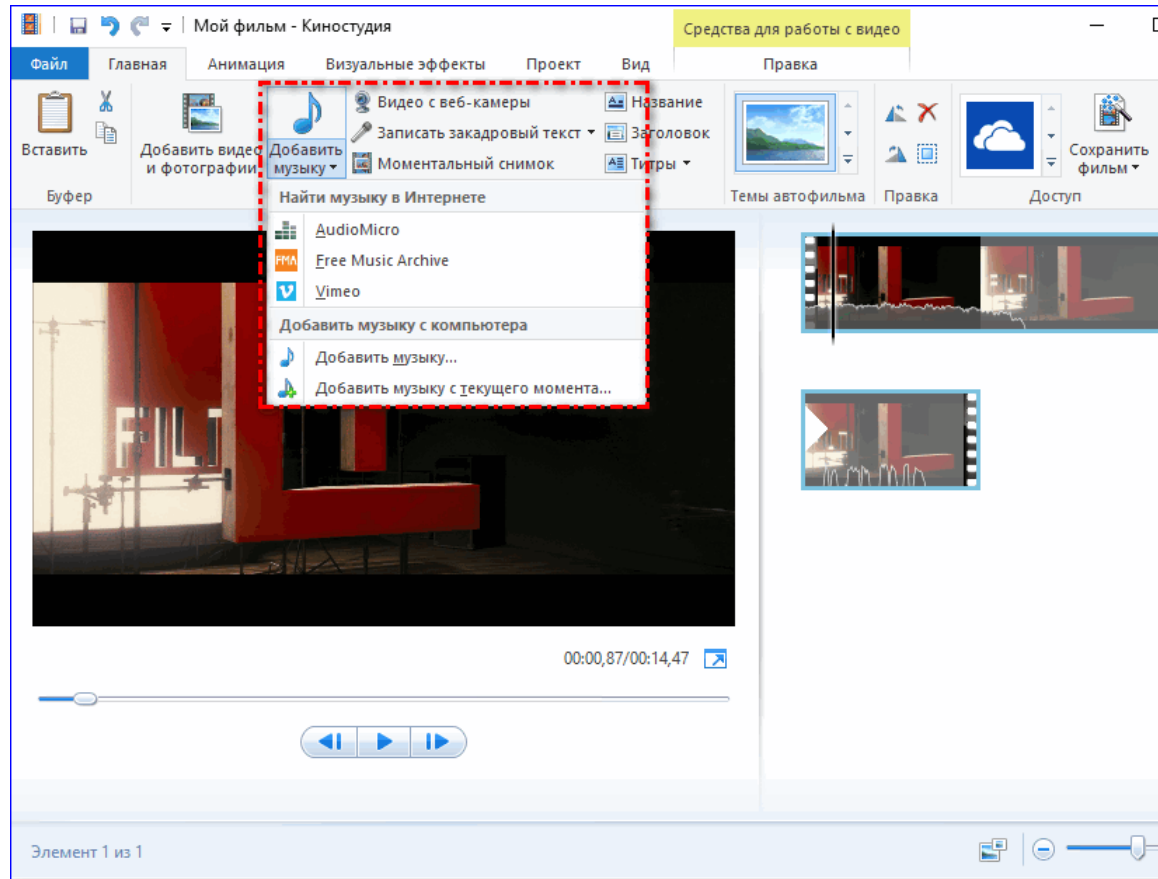 Мой фильм - Киностудия
Средства для работы с видео
Файл Главная Анимация Визуальные эффекты Проект Вид Правка
Вставить
Добавить видео
и фотографии
Добавить
музыку
Видео с веб-камеры
Записать закадровый текст
Моментальный снимок
Название
Заголовок
Титры
Сохранить
фильм
Буфер
Темы автофильма
Правка
Доступ
Найти музыку в Интернете
AudioMicro
FMA Free Music Archive
Vimeo
Добавить музыку с компьютера
Добавить музыку...
Добавить музыку с текущего момента...
FILT
00:00,87/00:14,47
Элемент 1 из 1